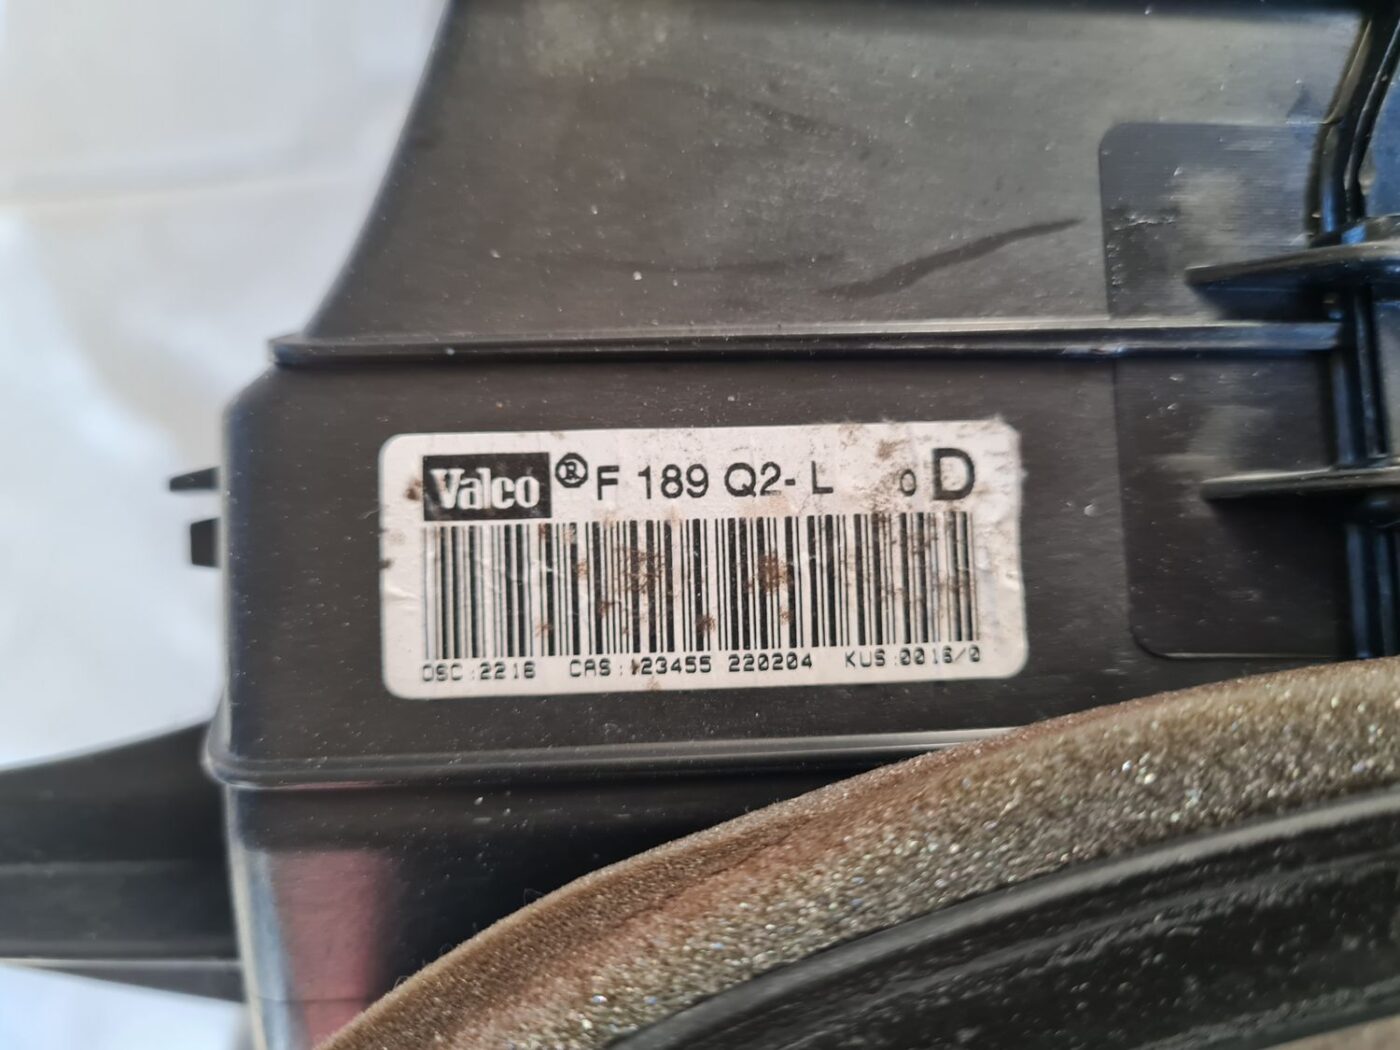 Valco ® F 189 Q2- L 0 D
OSC:2216 CAS:123455 220204 KUS:0016/0